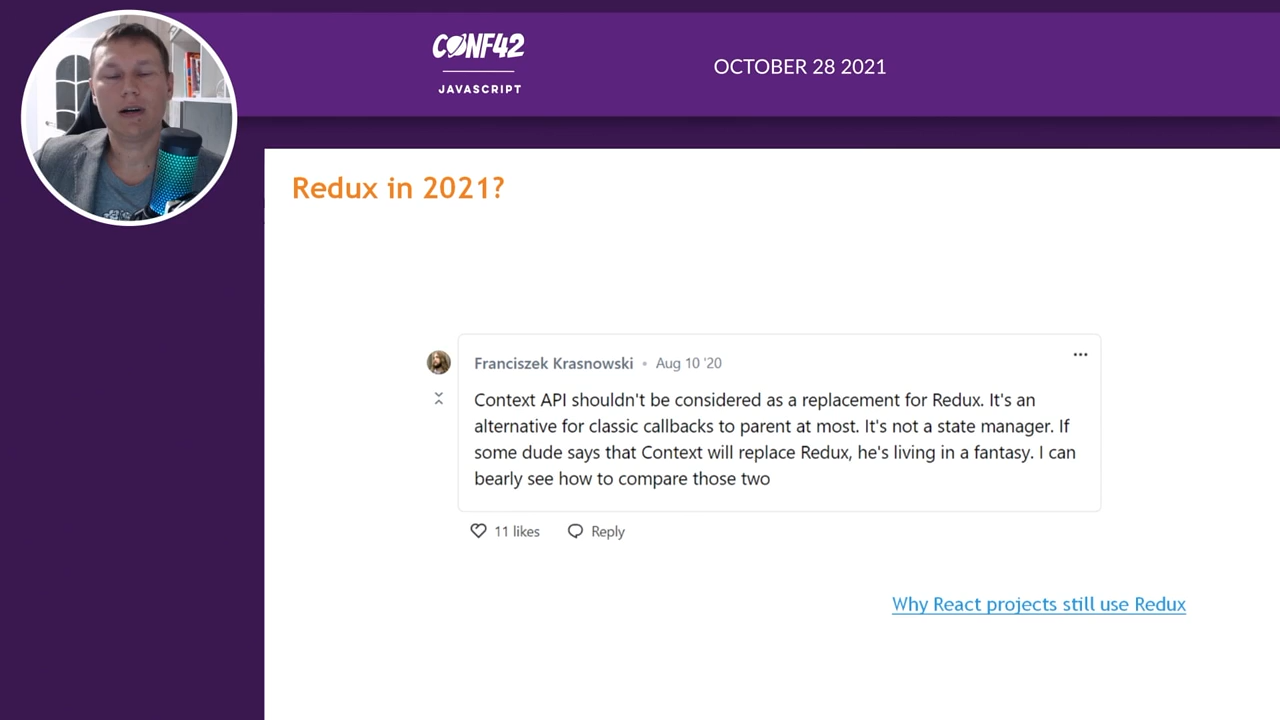 CONF42
JAVASCRIPT
OCTOBER 28 2021
Redux in 2021?
Franciszek Krasnowski • Aug 10 '20
Context API shouldn't be considered as a replacement for Redux. It's an
alternative for classic callbacks to parent at most. It's not a state manager. If
some dude says that Context will replace Redux, he's living in a fantasy. I can
bearly see how to compare those two
11 likes Reply
Why React projects still use Redux